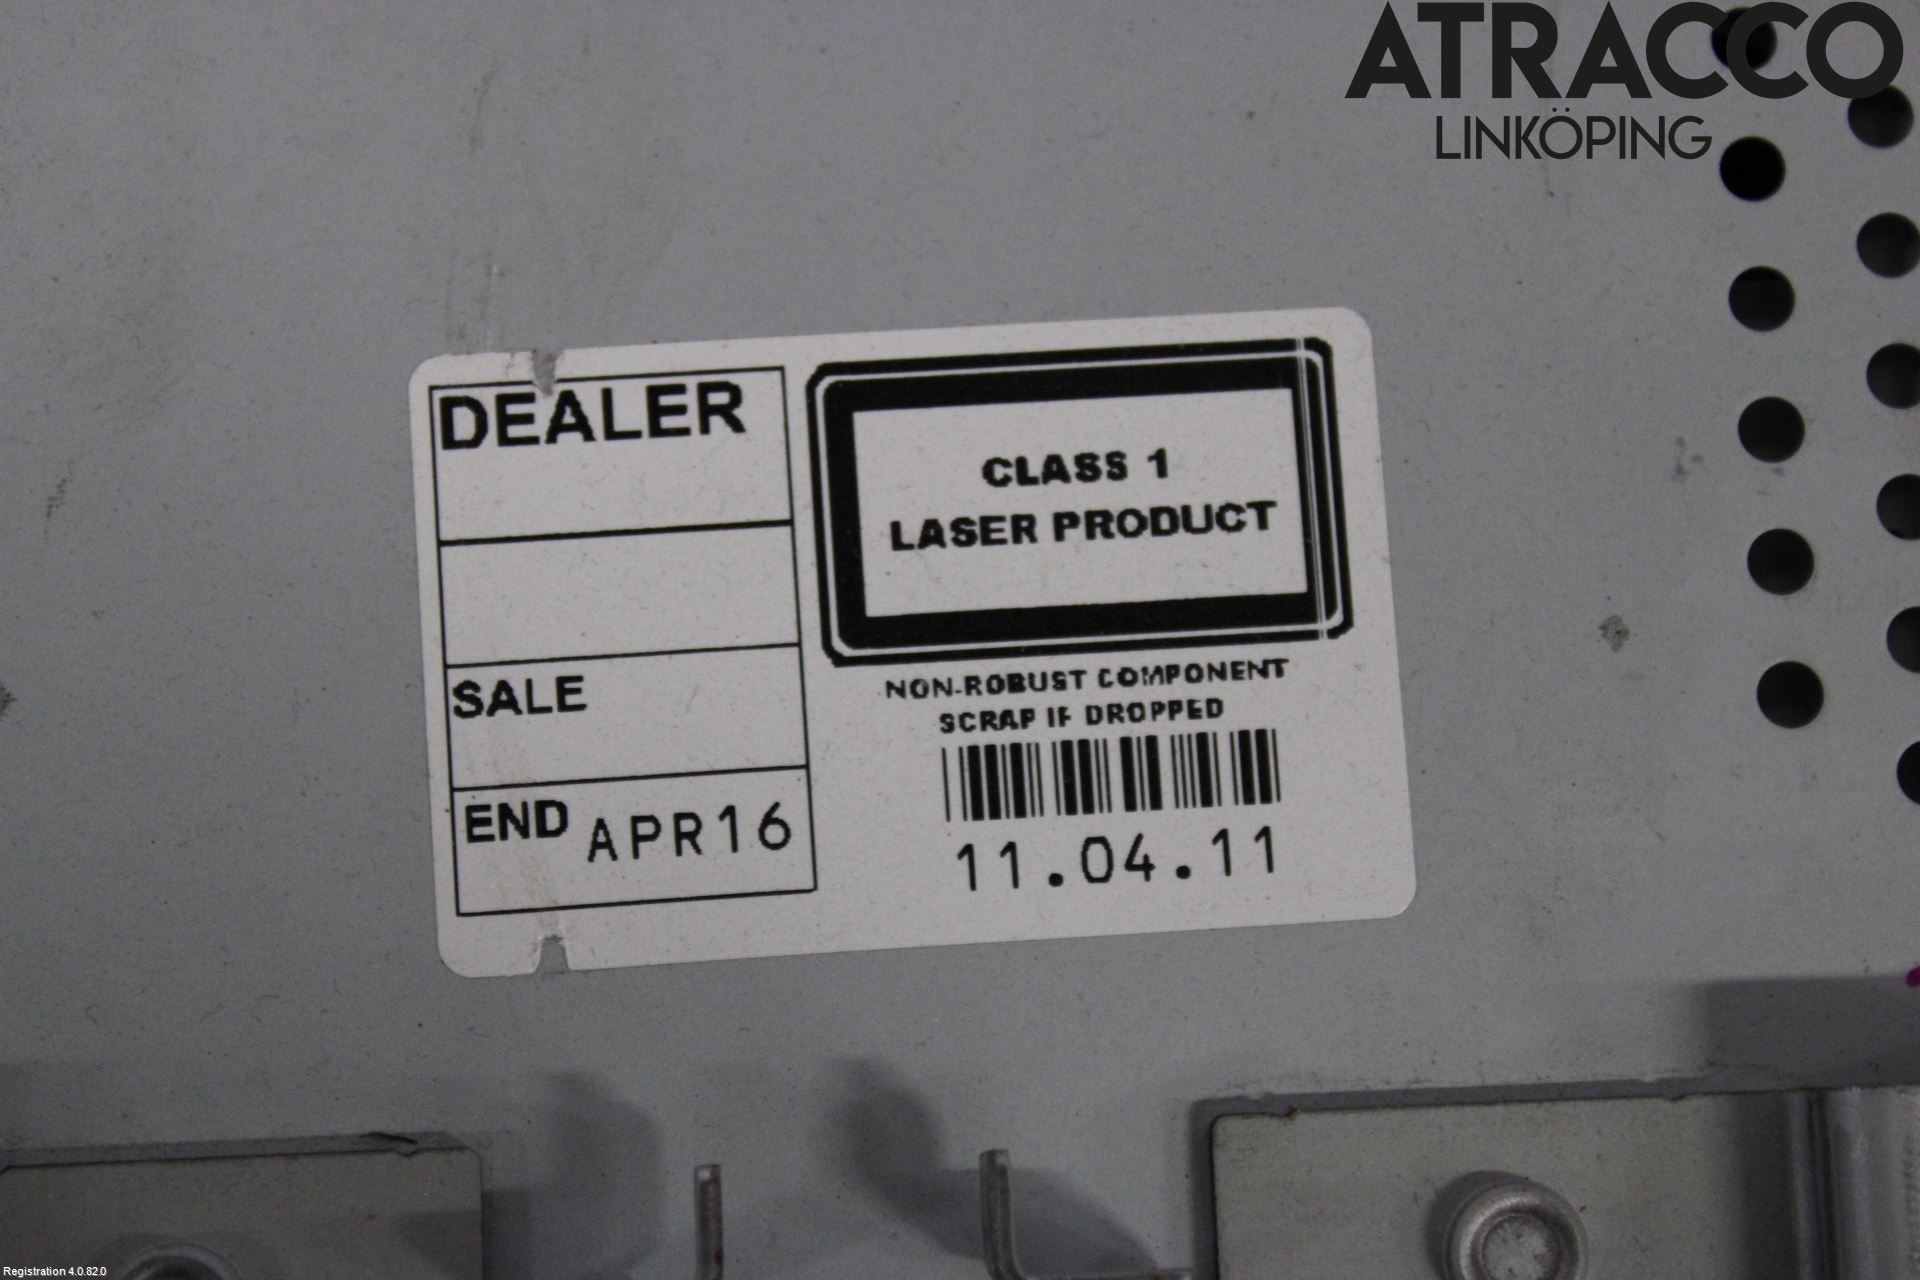 ATRACCO
LINKÖPING
DEALER
SALE
END APR16
CLASS 1
LASER PRODUCT
NON-ROBUST COMPONENT
SCRAP IF DROPPED
11.04.11
Registration 4.0.82.0